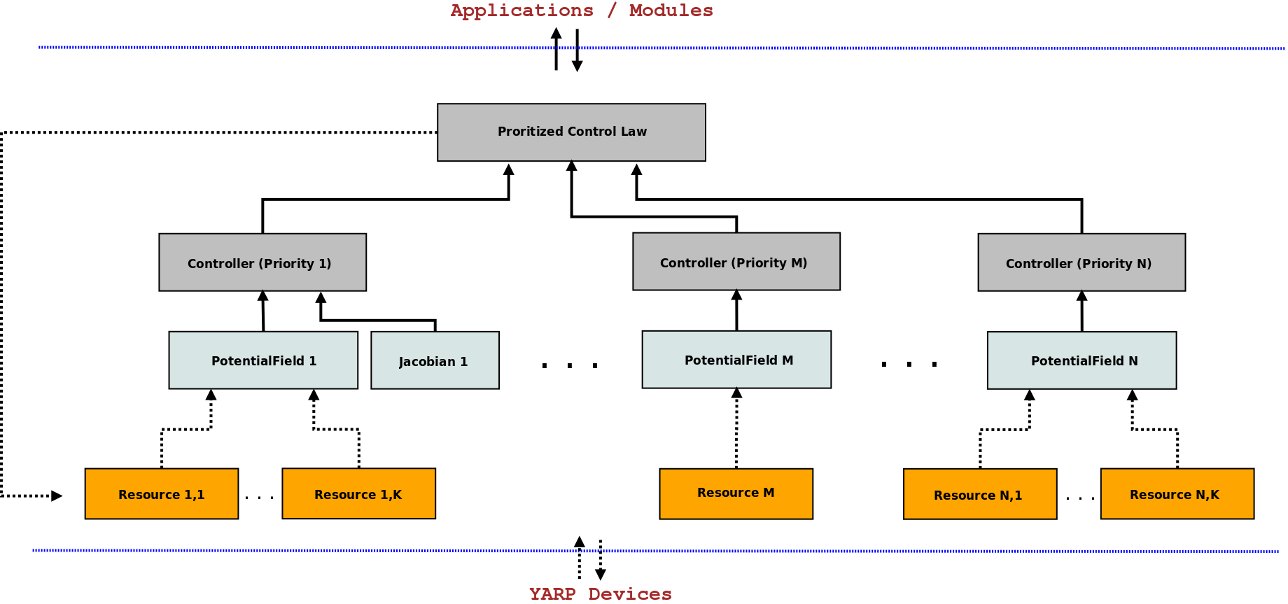 Applications / Modules
Proritized Control Law
Controller (Priority 1)
Controller (Priority M)
Controller (Priority N)
PotentialField 1
Jacobian 1
. . .
PotentialField M
. . .
PotentialField N
Resource 1,1
. . .
Resource 1,K
Resource M
Resource N,1
. . .
Resource N,K
YARP Devices